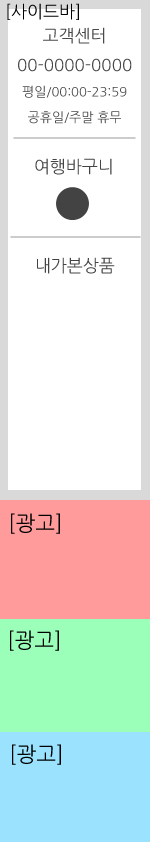 [사이드바]
고객센터
00-0000-0000
평일/00:00-23:59
공휴일/주말 휴무
여행바구니
내가본상품
[광고]
[광고]
[광고]